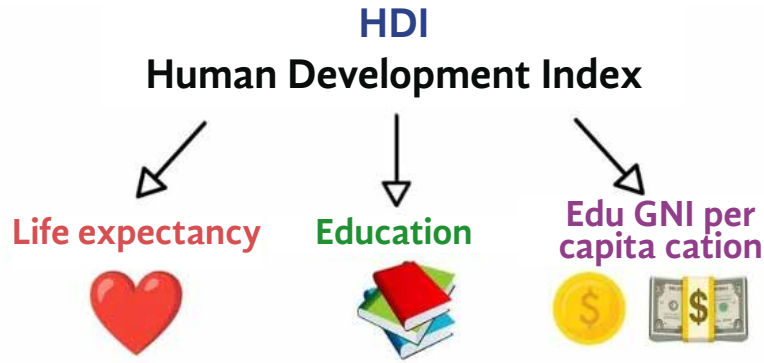 HDI
Human Development Index
Life expectancy
Education
Edu GNI per
capita cation
$
$